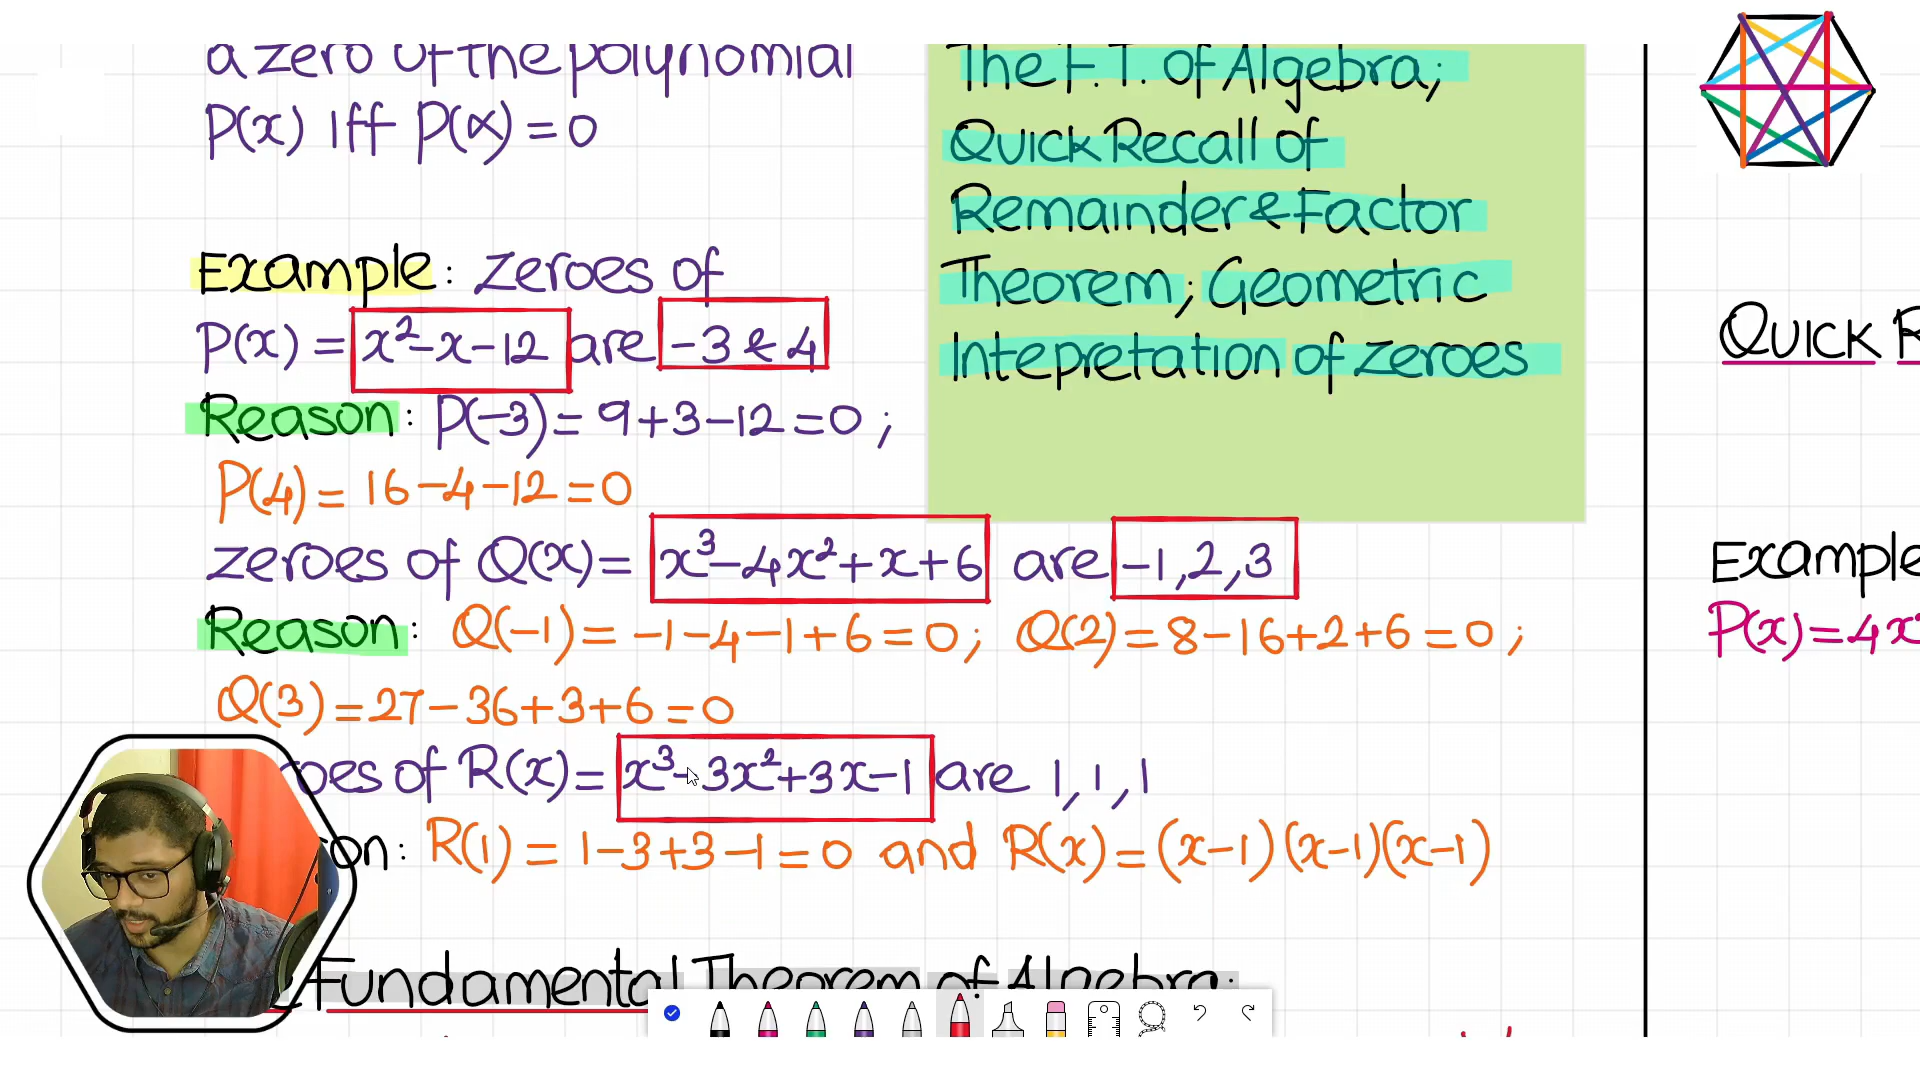 a zero of the polynomial
P(x) Iff P(α) = 0
Example: zeroes of
P(x) = x²-x-12 are -3 & 4
Reason: P(-3) = 9+3-12 = 0 ;
P(4) = 16-4-12 = 0
zeroes of Q(x) = x³-4x²+x+6 are -1,2,3
Reason: Q(-1) = -1-4-1+6 = 0; Q(2) = 8-16+2+6 = 0 ;
Q(3) = 27-36+3+6 = 0
oes of R(x) = x³-3x²+3x-1 are 1,1,1
on: R(1) = 1-3+3-1 = 0 and R(x) = (x-1)(x-1)(x-1)
Fundamental Theorem of Algebra:
The F.T. of Algebra;
Quick Recall of
Remainder & Factor
Theorem; Geometric
Intepretation of zeroes
Quick R
Example
P(x) = 4x²